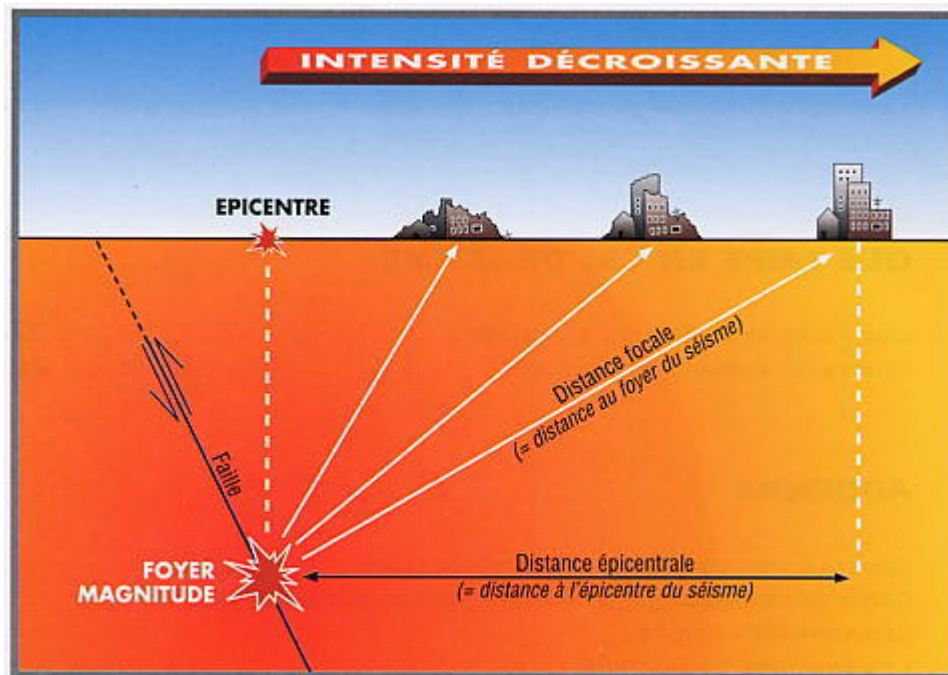 INTENSITÉ DÉCROISSANTE
EPICENTRE
Distance focale
(= distance au foyer du séisme)
Faille
FOYER
MAGNITUDE
Distance épicentrale
(= distance à l'épicentre du séisme)